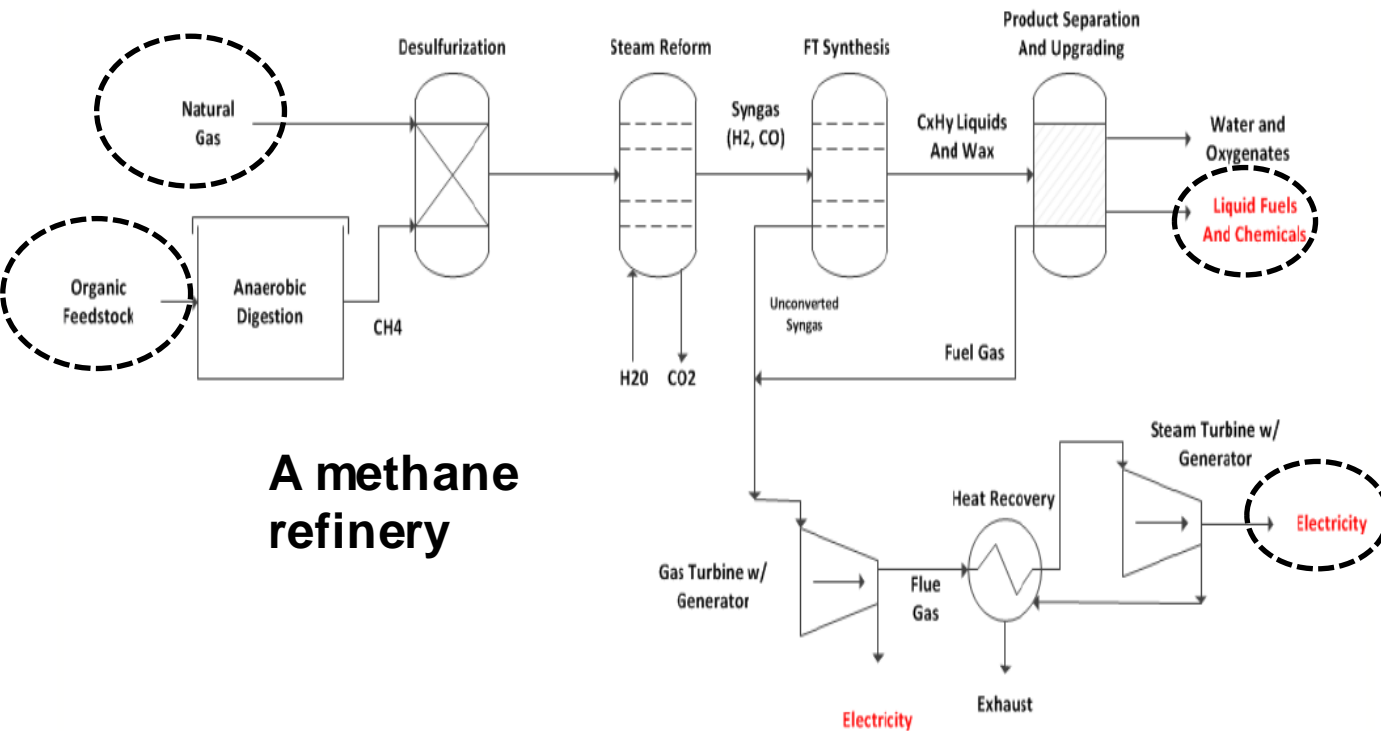 Product Separation
And Upgrading
Desulfurization
Steam Reform
FT Synthesis
Natural
Gas
Syngas
(H2, CO)
CxHy Liquids
And Wax
Water and
Oxygenates
Liquid Fuels
And Chemicals
Organic
Feedstock
Anaerobic
Digestion
CH4
Unconverted
Syngas
Fuel Gas
H2O
CO2
A methane
refinery
Steam Turbine w/
Generator
Heat Recovery
Electricity
Gas Turbine w/
Generator
Flue
Gas
Exhaust
Electricity